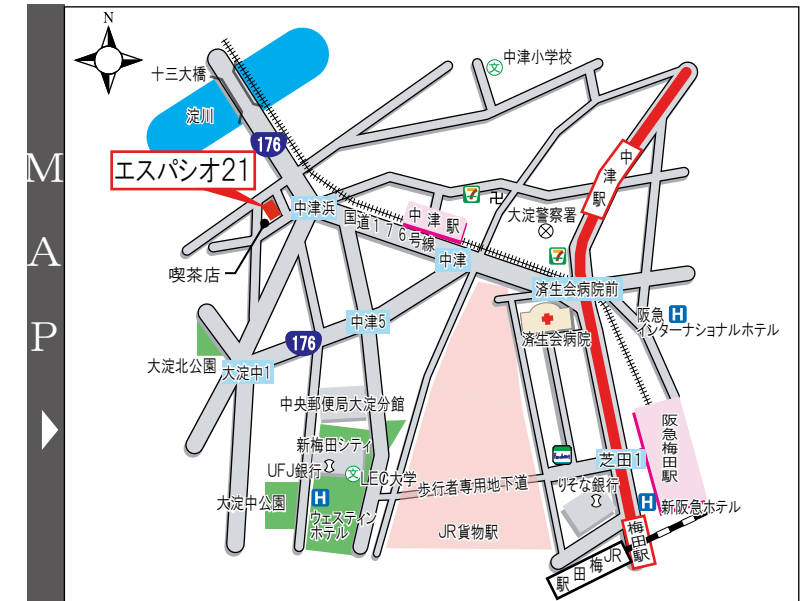 MAP
N
十三大橋
淀川
176
エスパシオ21
喫茶店
中津浜
国道176号線
中津駅
中津
中津小学校
文
7
卍
大淀警察署
7
中津駅
済生会病院前
済生会病院
阪急 H
インターナショナルホテル
中津5
176
大淀北公園
大淀中1
中央郵便局大淀分館
新梅田シティ
UFJ銀行
文
LEC大学
大淀中公園
H
ウェスティン
ホテル
歩行者専用地下道
JR貨物駅
芝田1
りそな銀行
阪急梅田駅
H 新阪急ホテル
梅田駅
JR梅田駅